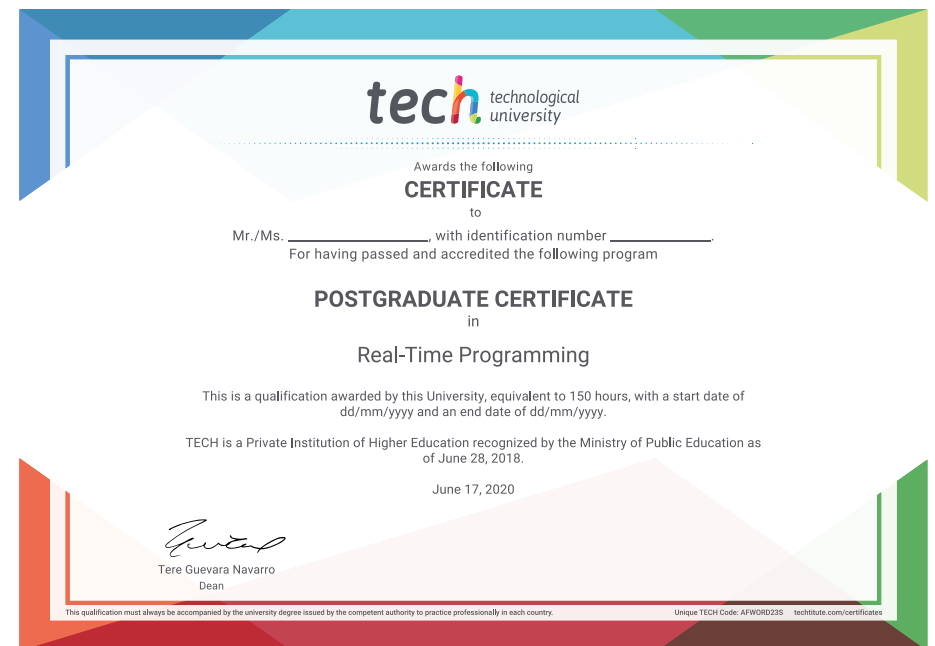 tech technological
university
Awards the following
CERTIFICATE
to
Mr./Ms. ____________________, with identification number ______________.
For having passed and accredited the following program
POSTGRADUATE CERTIFICATE
in
Real-Time Programming
This is a qualification awarded by this University, equivalent to 150 hours, with a start date of
dd/mm/yyyy and an end date of dd/mm/yyyy.
TECH is a Private Institution of Higher Education recognized by the Ministry of Public Education as
of June 28, 2018.
June 17, 2020
Tere Guevara Navarro
Dean
This qualification must always be accompanied by the university degree issued by the competent authority to practice professionally in each country.
Unique TECH Code: AFWORD23S techtitute.com/certificates